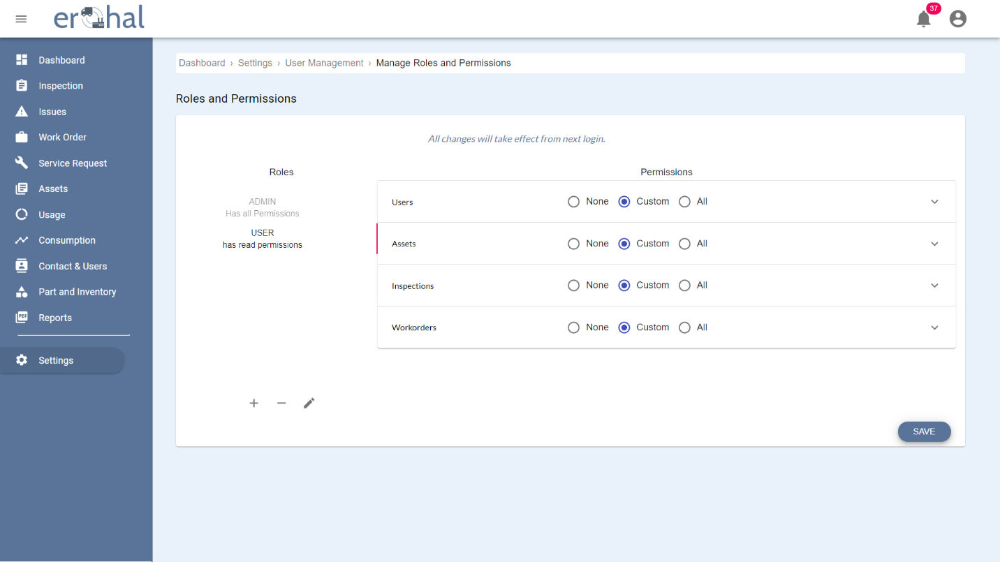 er hal
37
Dashboard
Inspection
Issues
Work Order
Service Request
Assets
Usage
Consumption
Contact & Users
Part and Inventory
PDF Reports
Settings
Dashboard › Settings › User Management › Manage Roles and Permissions
Roles and Permissions
All changes will take effect from next login.
Roles
ADMIN
Has all Permissions
USER
has read permissions
Permissions
Users None Custom All
Assets None Custom All
Inspections None Custom All
Workorders None Custom All
SAVE